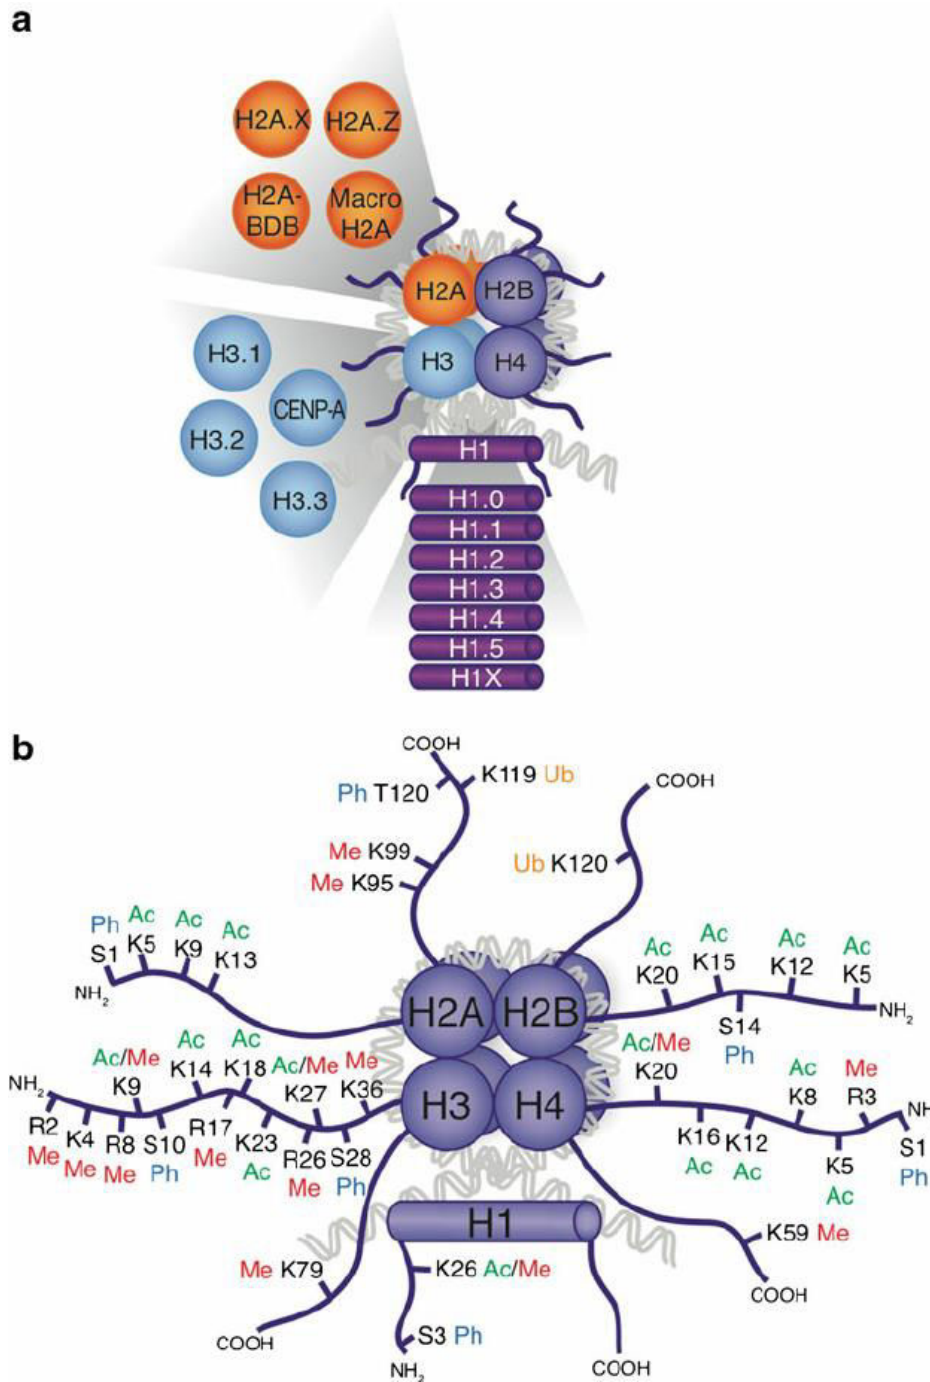 a
H2A.X H2A.Z
H2A-
BDB
Macro
H2A
H2A H2B
H3.1
H3 H4
CENP-A
H3.2
H3.3
H1
H1.0
H1.1
H1.2
H1.3
H1.4
H1.5
H1X
b
COOH
K119 Ub
Ph T120
COOH
Me K99
Me K95
Ub K120
Ph Ac Ac Ac
S1 K5 K9 K13
NH2
Ac Ac Ac Ac
K20 K15 K12 K5
S14
Ph
NH2
H2A H2B
Ac/Me Ac Ac Ac/Me Me
K9 K14 K18 K27 K36
NH2
R2 K4 R8 S10 R17 K23 R26 S28
Me Me Me Ph Me Ac Me Ph
H3 H4
Ac/Me Ac Me
K20 K8 R3
NH
K16 K12 K5 S1
Ac Ac Ac Ph
H1
K59 Me
COOH
Me K79
COOH
K26 Ac/Me
S3 Ph
NH2
COOH